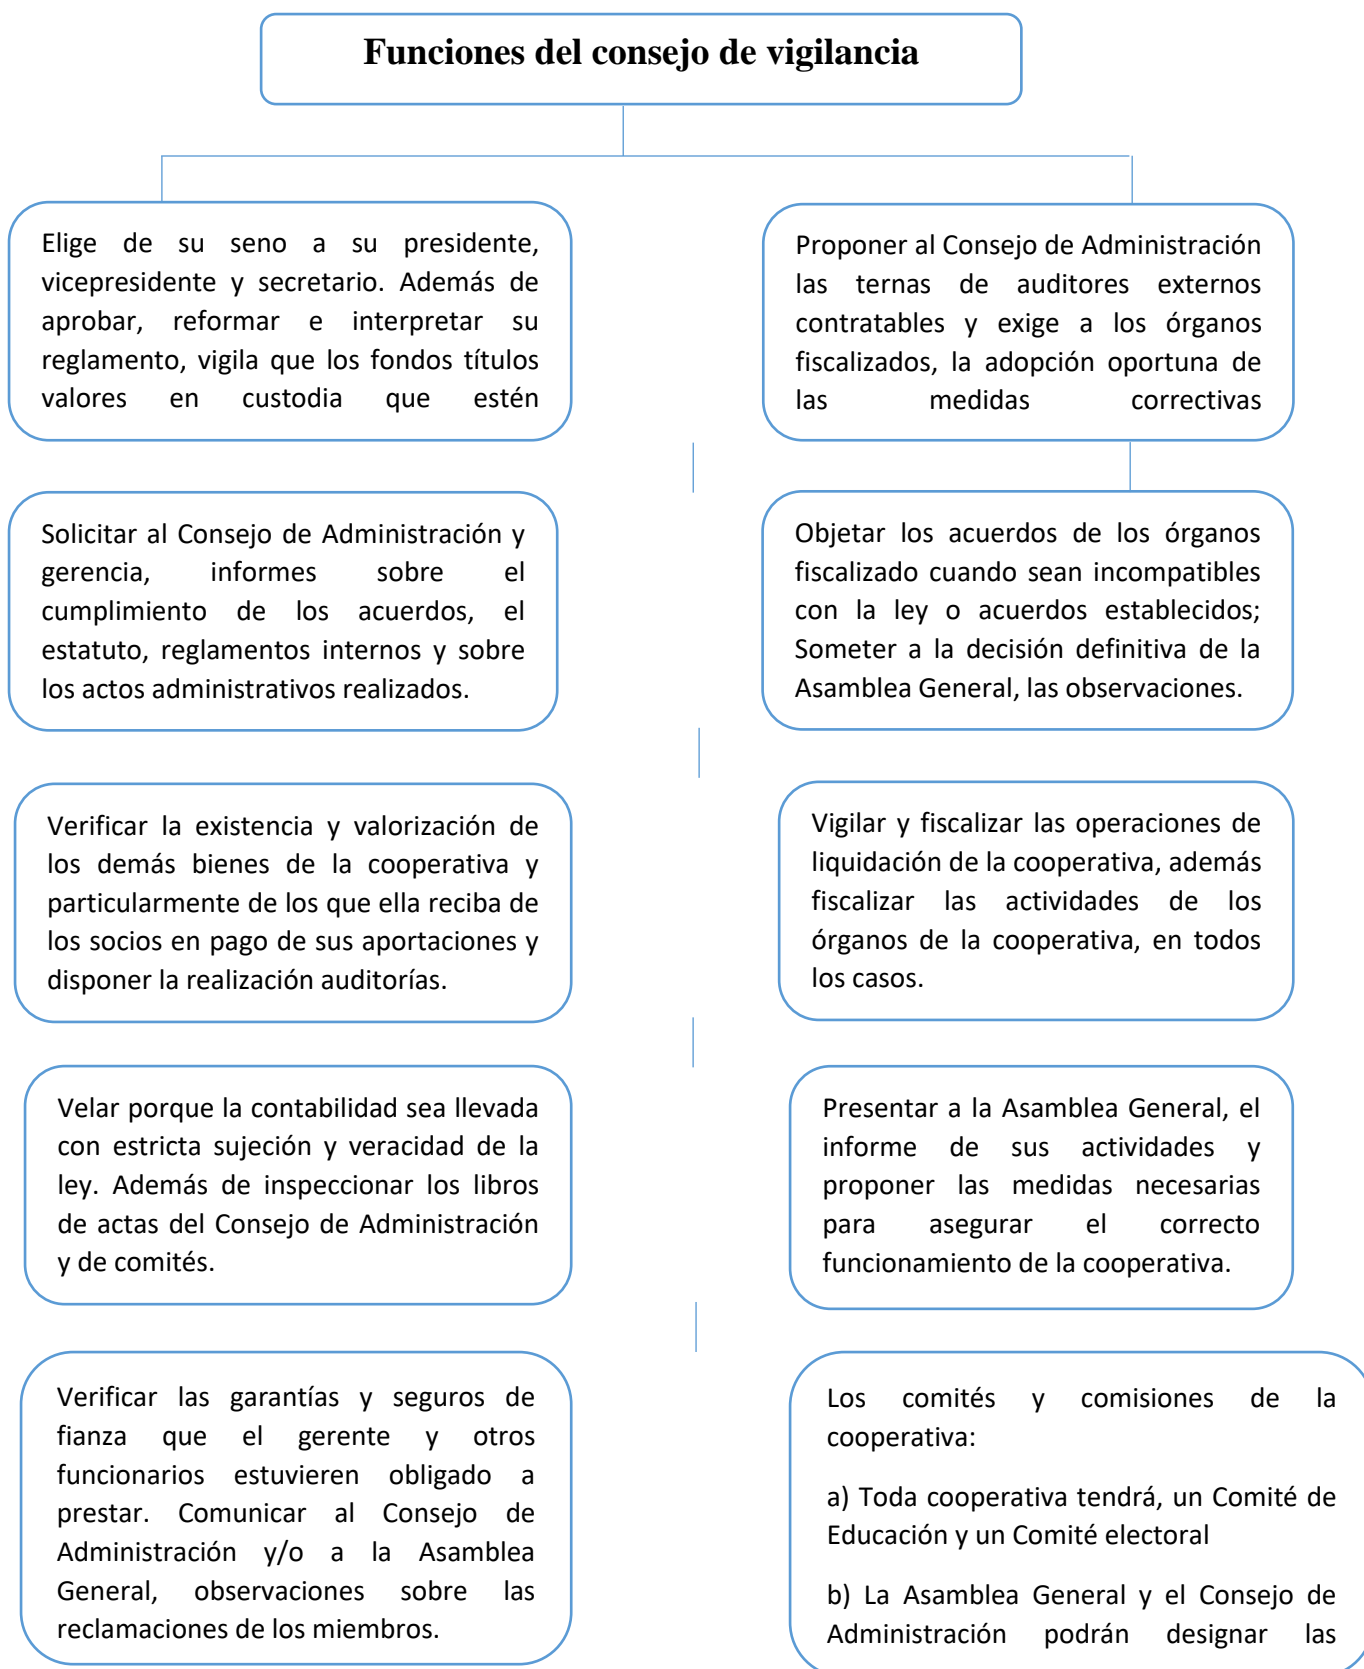 Funciones del consejo de vigilancia
Elige de su seno a su presidente,
vicepresidente y secretario. Además de
aprobar, reformar e interpretar su
reglamento, vigila que los fondos títulos
valores en custodia que estén
Proponer al Consejo de Administración
las ternas de auditores externos
contratables y exige a los órganos
fiscalizados, la adopción oportuna de
las medidas correctivas
Solicitar al Consejo de Administración y
gerencia, informes sobre el
cumplimiento de los acuerdos, el
estatuto, reglamentos internos y sobre
los actos administrativos realizados.
Objetar los acuerdos de los órganos
fiscalizado cuando sean incompatibles
con la ley o acuerdos establecidos;
Someter a la decisión definitiva de la
Asamblea General, las observaciones.
Verificar la existencia y valorización de
los demás bienes de la cooperativa y
particularmente de los que ella reciba de
los socios en pago de sus aportaciones y
disponer la realización auditorías.
Vigilar y fiscalizar las operaciones de
liquidación de la cooperativa, además
fiscalizar las actividades de los
órganos de la cooperativa, en todos
los casos.
Velar porque la contabilidad sea llevada
con estricta sujeción y veracidad de la
ley. Además de inspeccionar los libros
de actas del Consejo de Administración
y de comités.
Presentar a la Asamblea General, el
informe de sus actividades y
proponer las medidas necesarias
para asegurar el correcto
funcionamiento de la cooperativa.
Verificar las garantías y seguros de
fianza que el gerente y otros
funcionarios estuvieren obligado a
prestar. Comunicar al Consejo de
Administración y/o a la Asamblea
General, observaciones sobre las
reclamaciones de los miembros.
Los comités y comisiones de la
cooperativa:
a) Toda cooperativa tendrá, un Comité de
Educación y un Comité electoral
b) La Asamblea General y el Consejo de
Administración podrán designar las